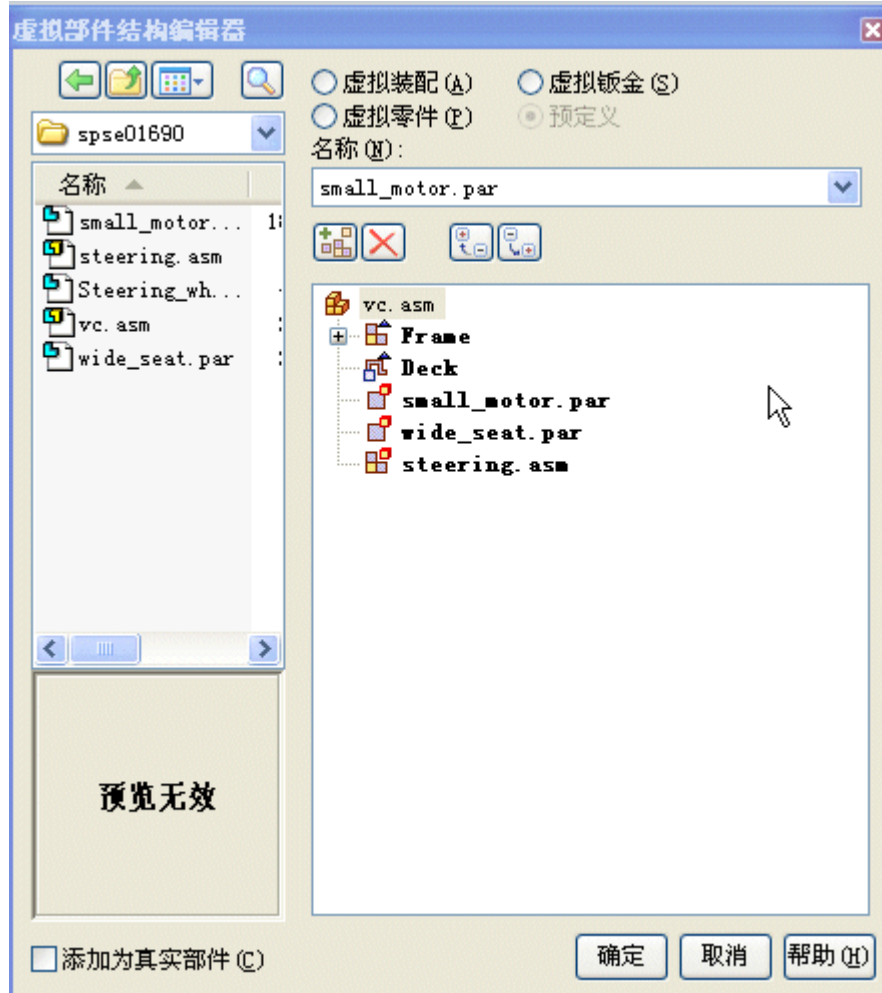 虚拟部件结构编辑器
虚拟装配(A)
虚拟钣金(S)
虚拟零件(P)
预定义
名称(N):
small_motor.par
spse01690
名称
small_motor...
steering.asm
Steering_wh...
vc.asm
wide_seat.par
vc.asm
Frame
Deck
small_motor.par
wide_seat.par
steering.asm
预览无效
添加为真实部件(C)
确定
取消
帮助(H)